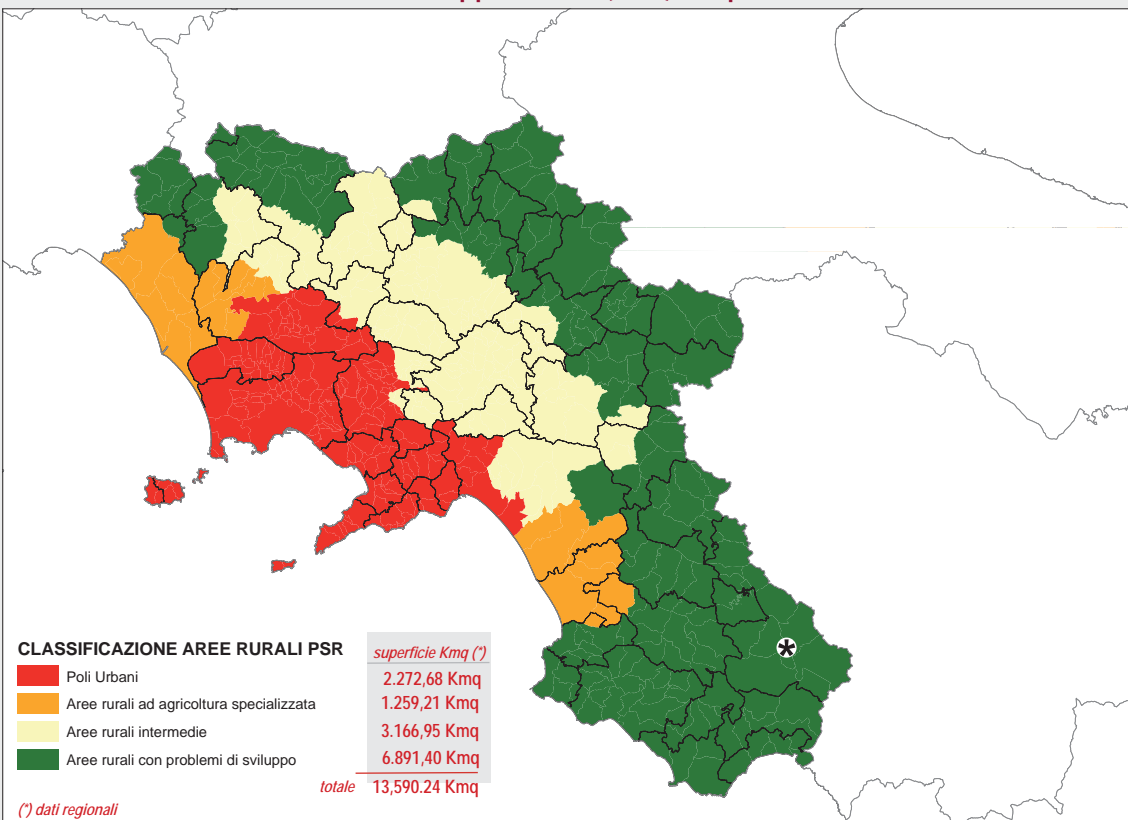 CLASSIFICAZIONE AREE RURALI PSR
superficie Kmq (*)
Poli Urbani 2.272,68 Kmq
Aree rurali ad agricoltura specializzata 1.259,21 Kmq
Aree rurali intermedie 3.166,95 Kmq
Aree rurali con problemi di sviluppo 6.891,40 Kmq
totale 13,590.24 Kmq
(*) dati regionali
*